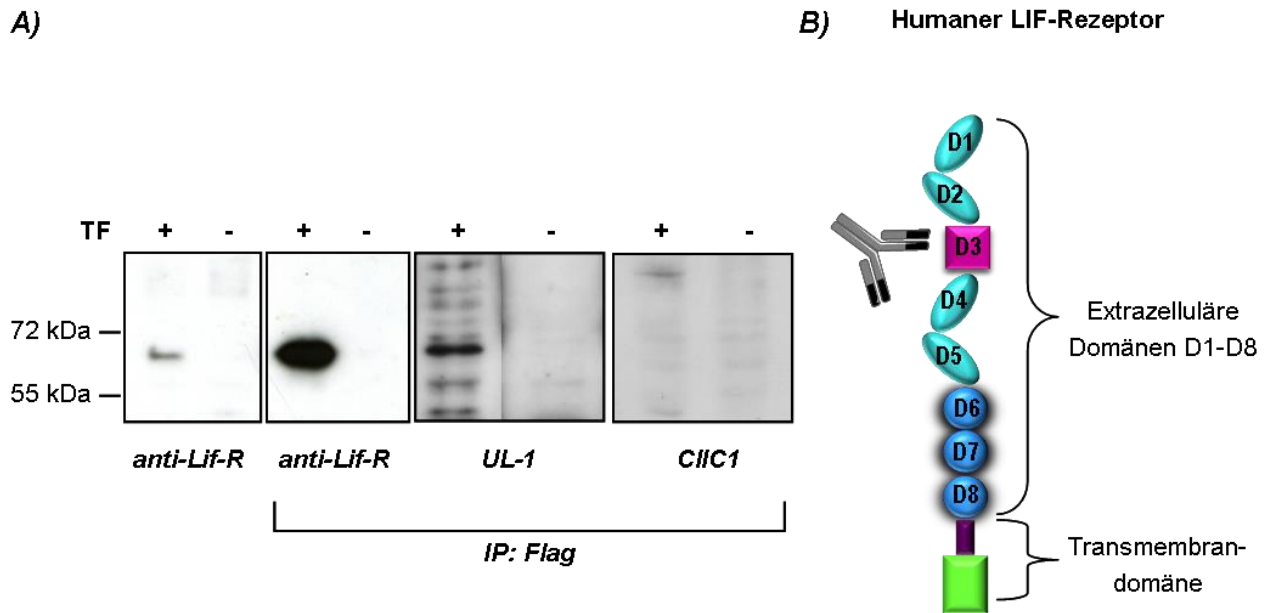 A)
TF + - + - + - + -
72 kDa
55 kDa
anti-Lif-R anti-Lif-R UL-1 CIIC1
IP: Flag
B) Humaner LIF-Rezeptor
D1
D2
D3
D4
D5
D6
D7
D8
Extrazelluläre
Domänen D1-D8
Transmembran-
domäne